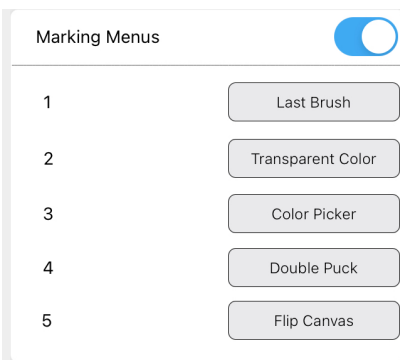 Marking Menus
1 Last Brush
2 Transparent Color
3 Color Picker
4 Double Puck
5 Flip Canvas